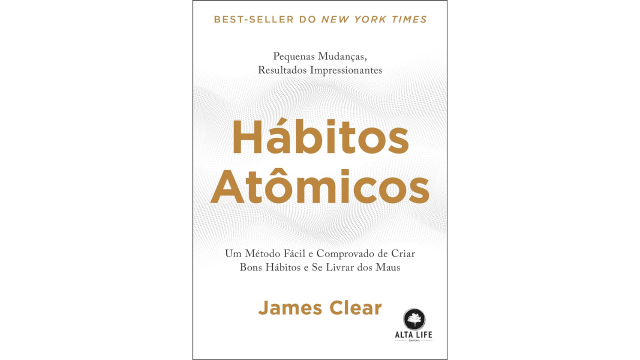 BEST-SELLER DO NEW YORK TIMES
Pequenas Mudanças,
Resultados Impressionantes
Hábitos
Atômicos
Um Método Fácil e Comprovado de Criar
Bons Hábitos e Se Livrar dos Maus
James Clear
ALTA LIFE